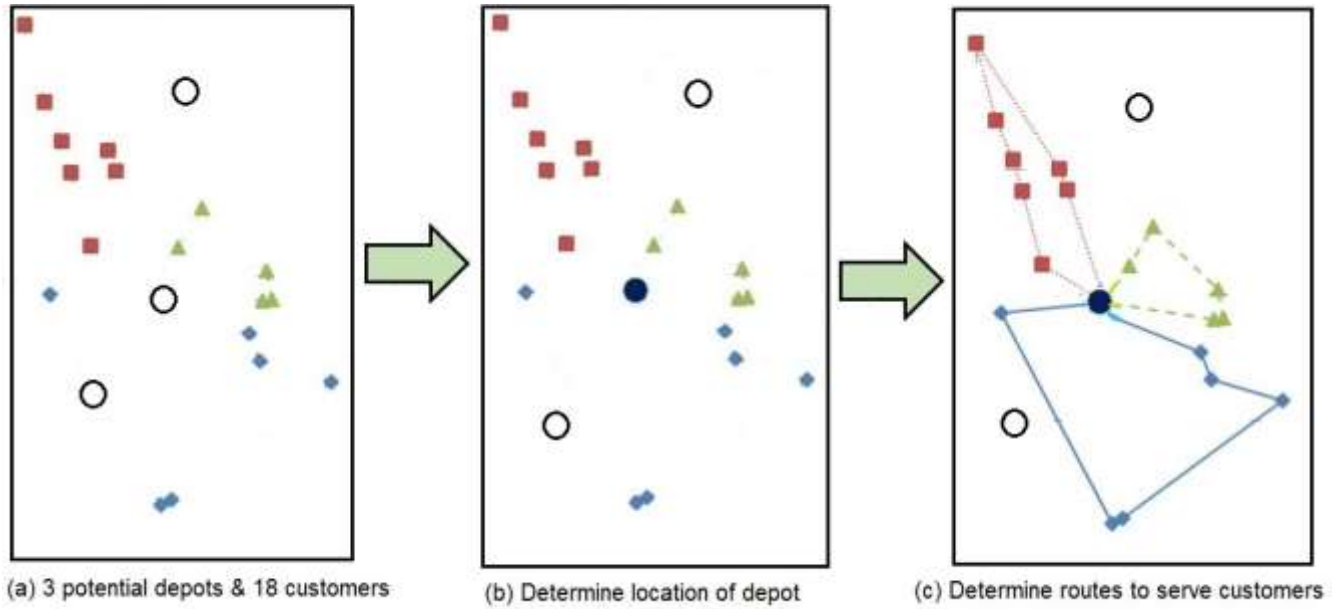 (a) 3 potential depots & 18 customers
(b) Determine location of depot
(c) Determine routes to serve customers